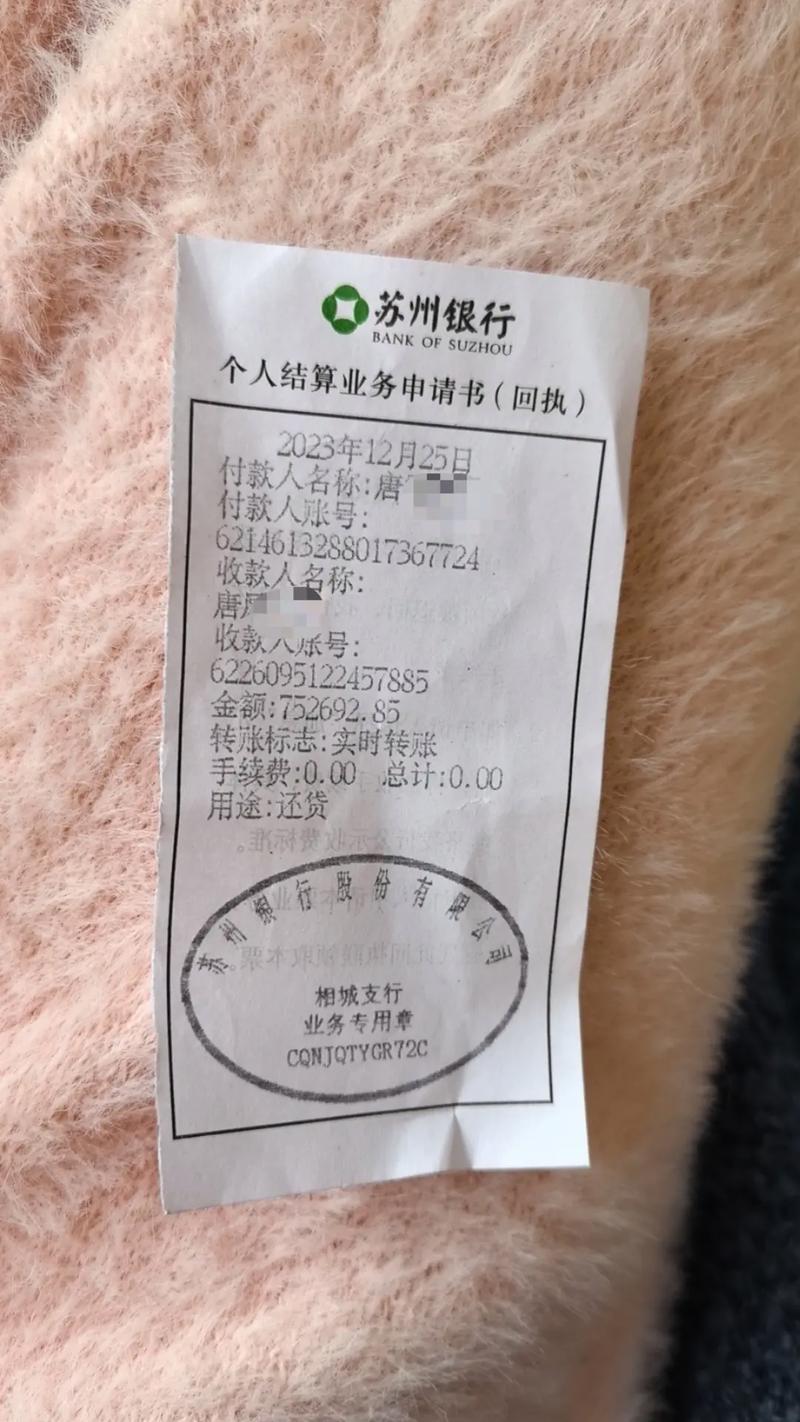 苏州银行
BANK OF SUZHOU
个人结算业务申请书(回执)
2023年12月25日
付款人名称:唐
付款人账号:
6214613288017367724
收款人名称:
唐
收款人账号:
6226095122457885
金额:752692.85
转账标志:实时转账
手续费:0.00 总计:0.00
用途:还贷
苏州银行股份有限公司
相城支行
业务专用章
CQNJQTYGR72C